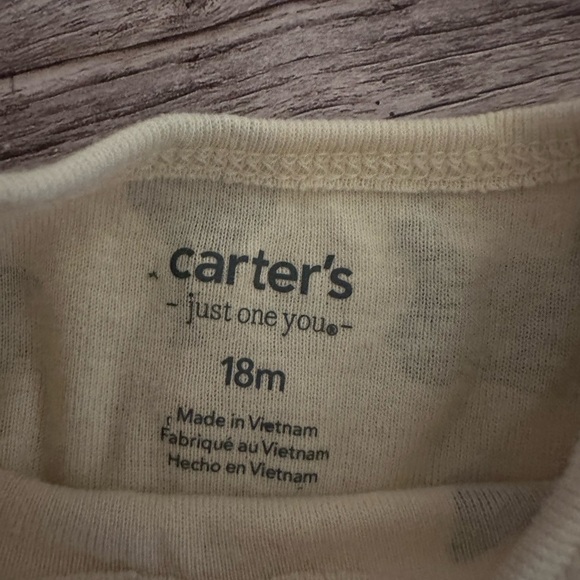 carter's
- just one you®-
18m
Made in Vietnam
Fabriqué au Vietnam
Hecho en Vietnam